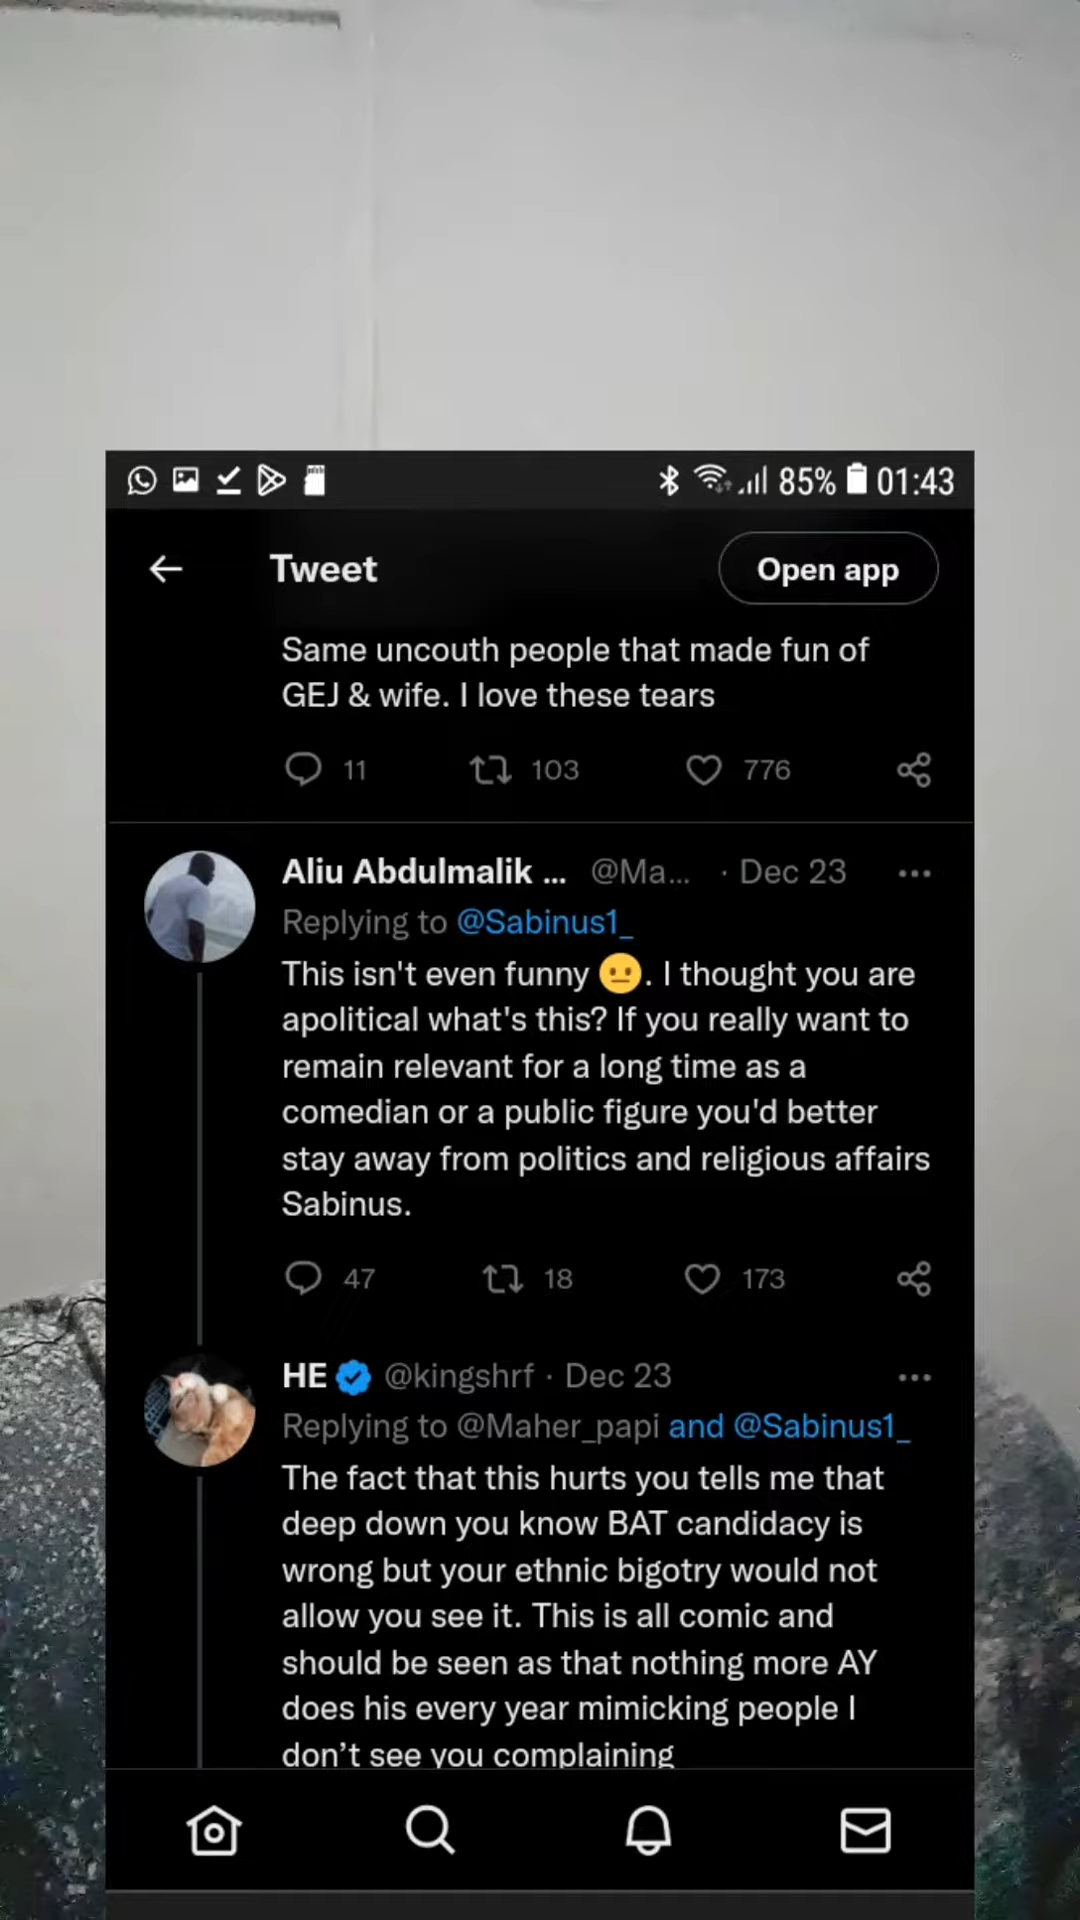 85% 01:43
Tweet
Open app
Same uncouth people that made fun of
GEJ & wife. I love these tears
11 103 776
Aliu Abdulmalik ... @Ma... · Dec 23
Replying to @Sabinus1_
This isn't even funny 😐. I thought you are
apolitical what's this? If you really want to
remain relevant for a long time as a
comedian or a public figure you'd better
stay away from politics and religious affairs
Sabinus.
47 18 173
HE @kingshrf · Dec 23
Replying to @Maher_papi and @Sabinus1_
The fact that this hurts you tells me that
deep down you know BAT candidacy is
wrong but your ethnic bigotry would not
allow you see it. This is all comic and
should be seen as that nothing more AY
does his every year mimicking people I
don't see you complaining